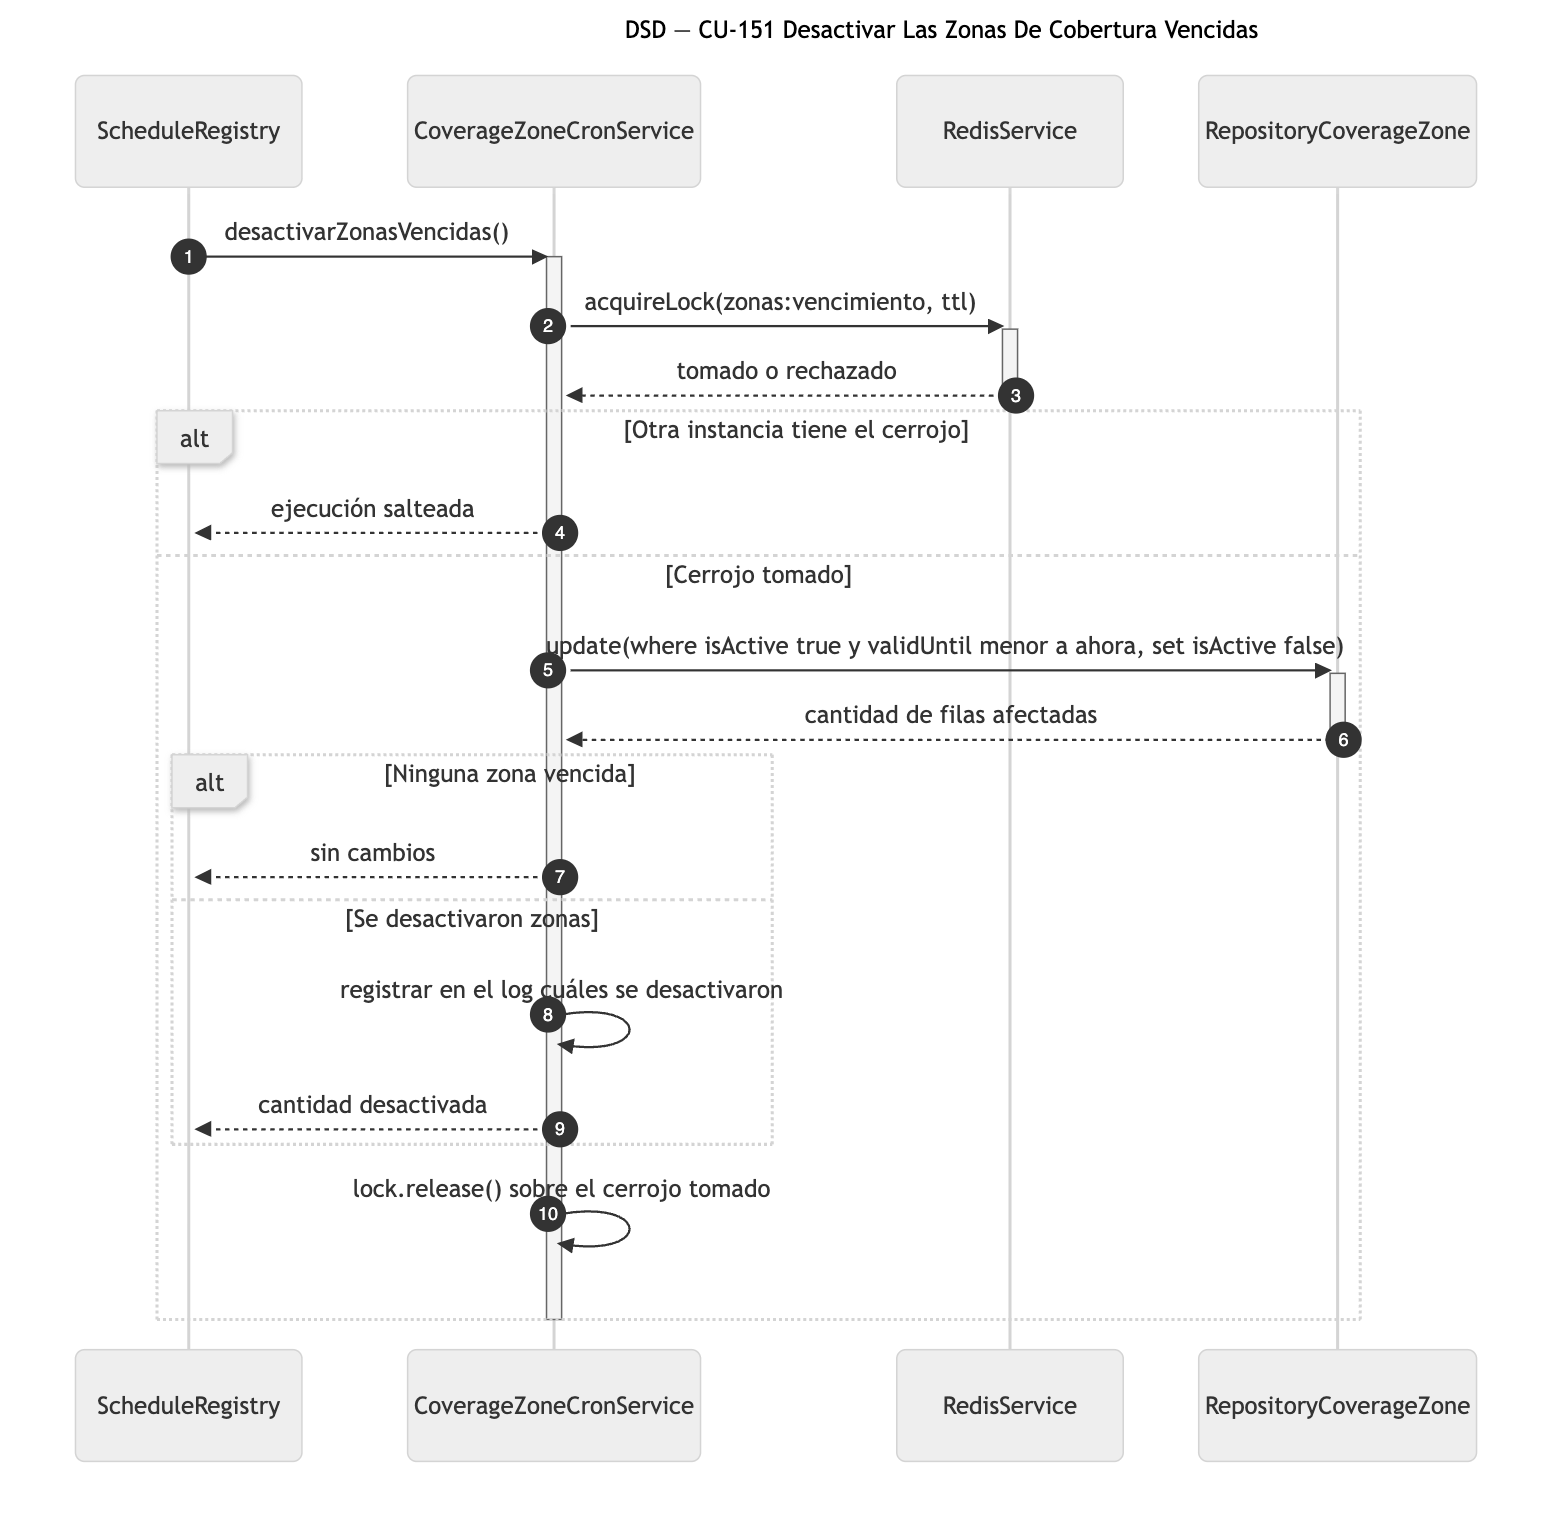 DSD — CU-151 Desactivar Las Zonas De Cobertura Vencidas
ScheduleRegistry
CoverageZoneCronService
RedisService
RepositoryCoverageZone
desactivarZonasVencidas()
1
acquireLock(zonas:vencimiento, ttl)
2
tomado o rechazado
3
alt
[Otra instancia tiene el cerrojo]
ejecución salteada
4
[Cerrojo tomado]
update(where isActive true y validUntil menor a ahora, set isActive false)
5
cantidad de filas afectadas
6
alt
[Ninguna zona vencida]
sin cambios
7
[Se desactivaron zonas]
registrar en el log cuáles se desactivaron
8
cantidad desactivada
9
lock.release() sobre el cerrojo tomado
10
ScheduleRegistry
CoverageZoneCronService
RedisService
RepositoryCoverageZone